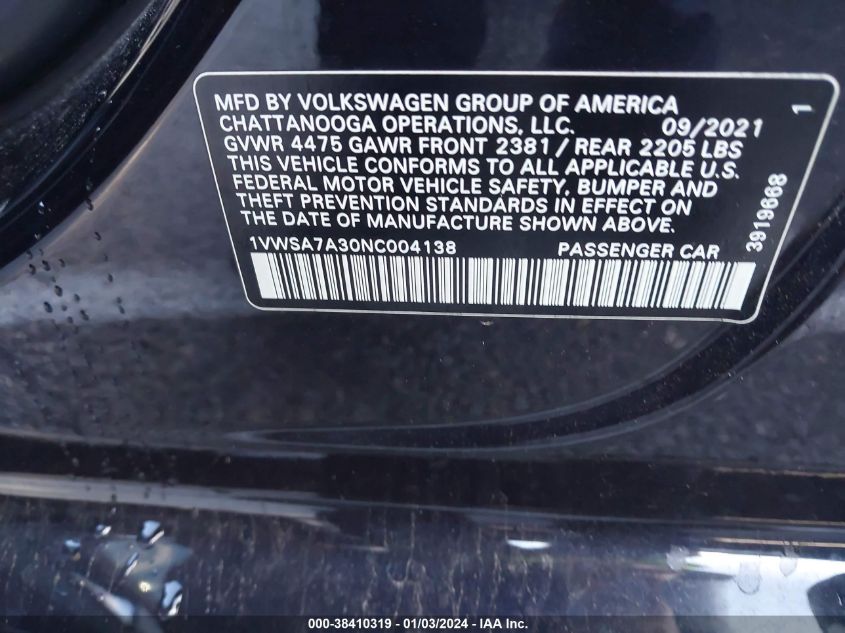 MFD BY VOLKSWAGEN GROUP OF AMERICA
CHATTANOOGA OPERATIONS, LLC. 09/2021
GVWR 4475 GAWR FRONT 2381 / REAR 2205 LBS
THIS VEHICLE CONFORMS TO ALL APPLICABLE U.S.
FEDERAL MOTOR VEHICLE SAFETY, BUMPER AND
THEFT PREVENTION STANDARDS IN EFFECT ON
THE DATE OF MANUFACTURE SHOWN ABOVE.
1VWSA7A30NC004138 PASSENGER CAR
3919668 1
000-38410319 - 01/03/2024 - IAA Inc.